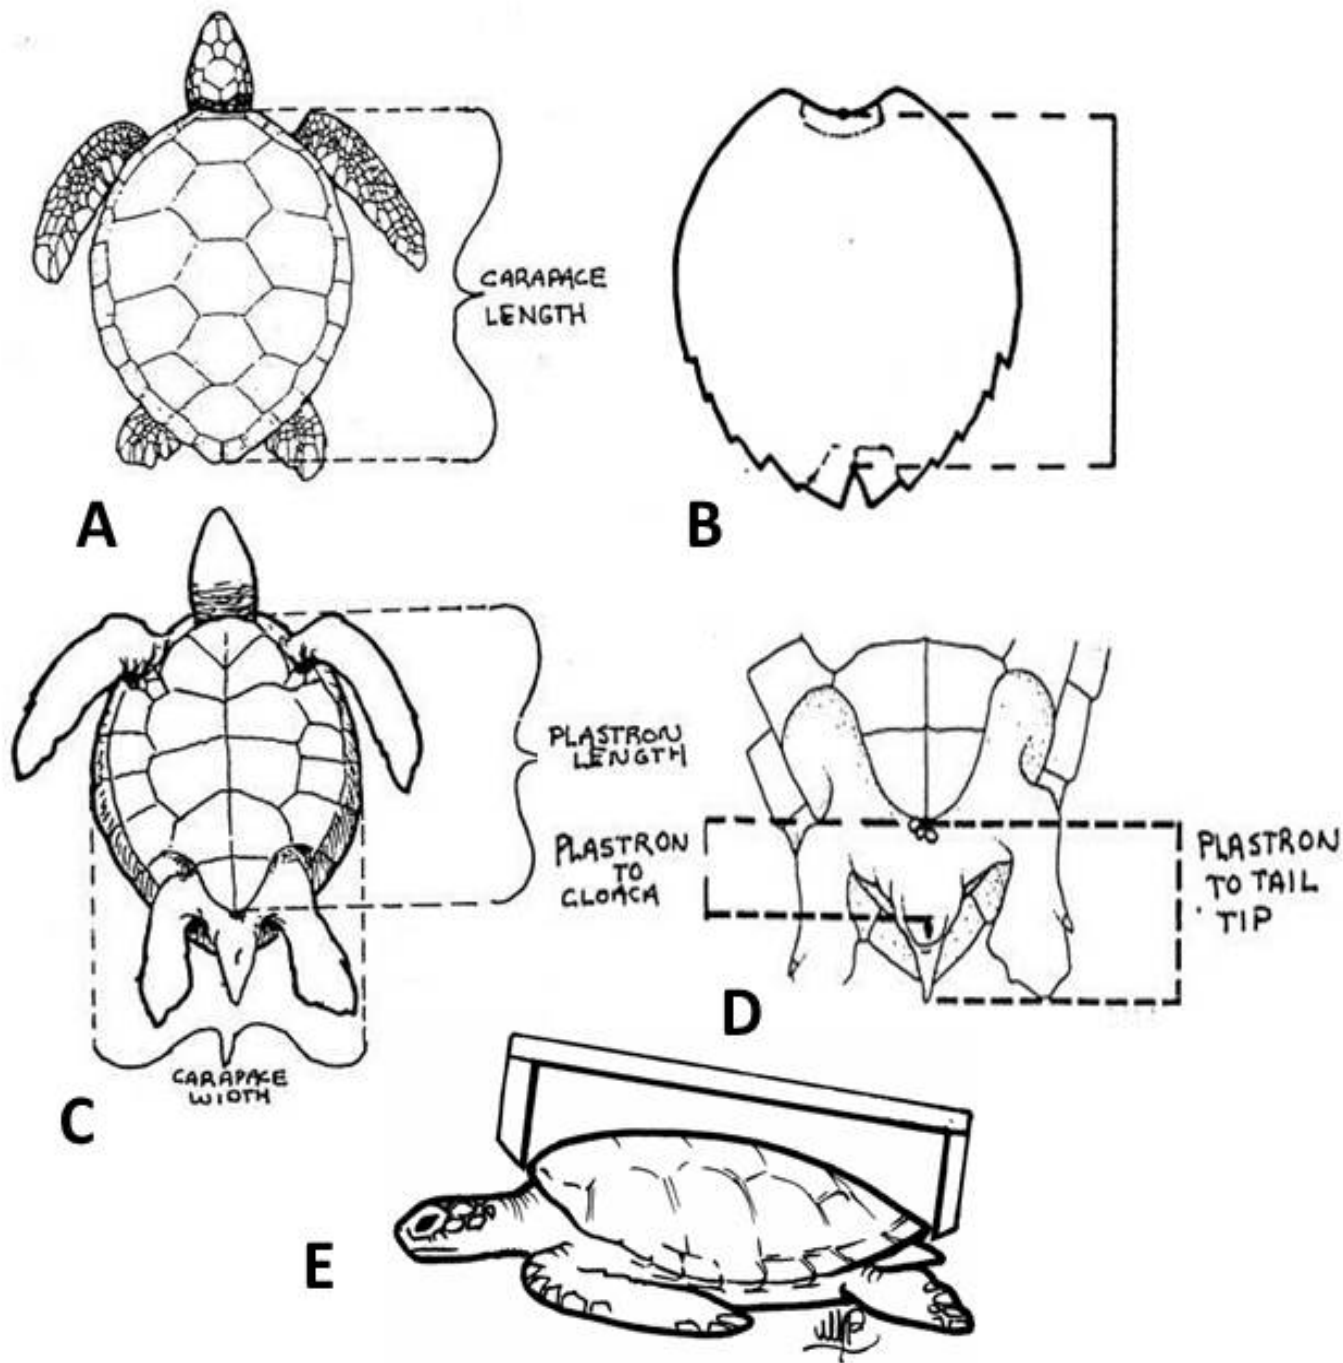 CARAPACE
LENGTH
A
B
PLASTRON
LENGTH
CARAPACE
WIDTH
C
PLASTRON
TO
CLOACA
PLASTRON
TO TAIL
TIP
D
E